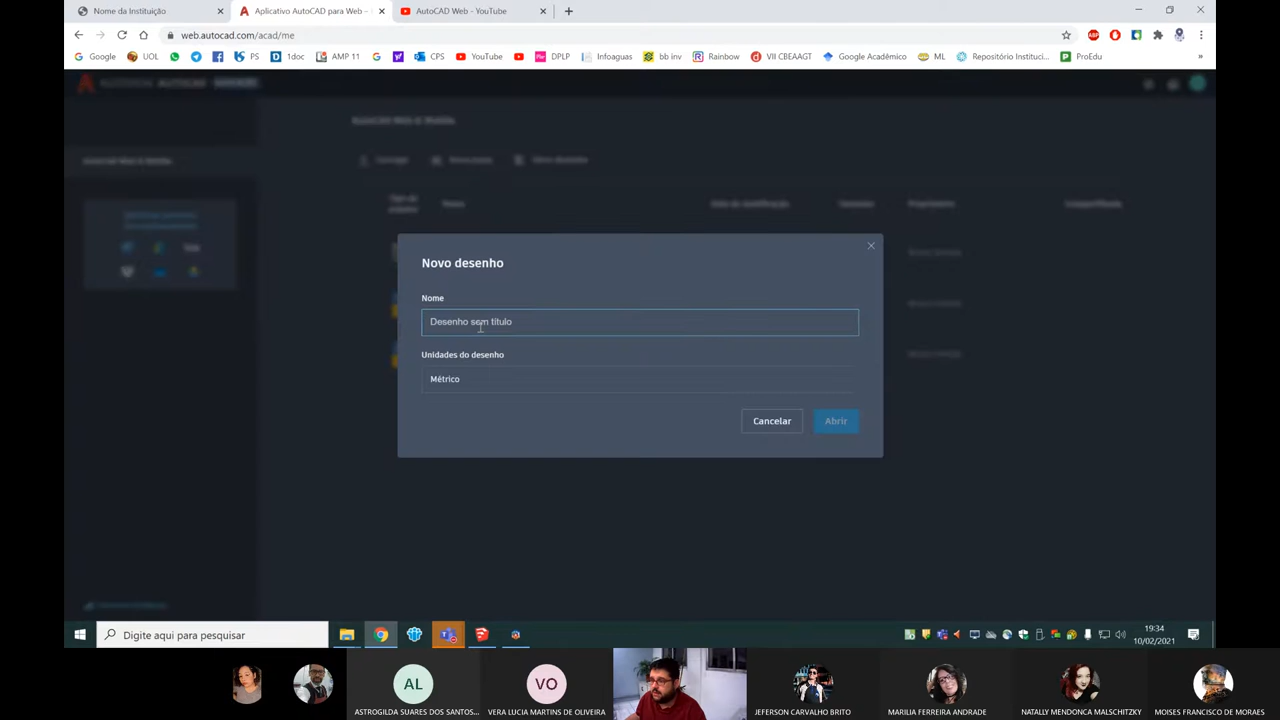 Nome da Instituição
Aplicativo AutoCAD para Web -
AutoCAD Web - YouTube
web.autocad.com/acad/me
Google
UOL
PS
1doc
AMP 11
CPS
YouTube
DPLP
Infoaguas
bb inv
Rainbow
VII CBEAAGT
Google Acadêmico
ML
Repositório Instituci...
ProEdu
»
AutoCAD Web & Mobile
Novo desenho
Nome
Desenho sem título
Unidades do desenho
Métrico
Cancelar
Abrir
Digite aqui para pesquisar
19:34
10/02/2021
AL
VO
ASTROGILDA SUARES DOS SANTOS...
VERA LUCIA MARTINS DE OLIVEIRA
JEFERSON CARVALHO BRITO
MARILIA FERREIRA ANDRADE
NATALLY MENDONCA MALSCHITZKY
MOISES FRANCISCO DE MORAES